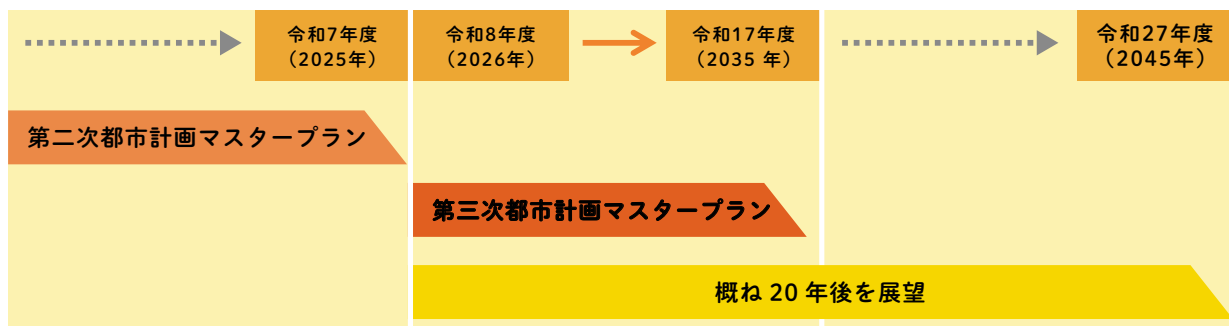 令和7年度
（2025年）
令和8年度
（2026年）
令和17年度
（2035 年）
令和27年度
（2045年）
第二次都市計画マスタープラン
第三次都市計画マスタープラン
概ね 20 年後を展望